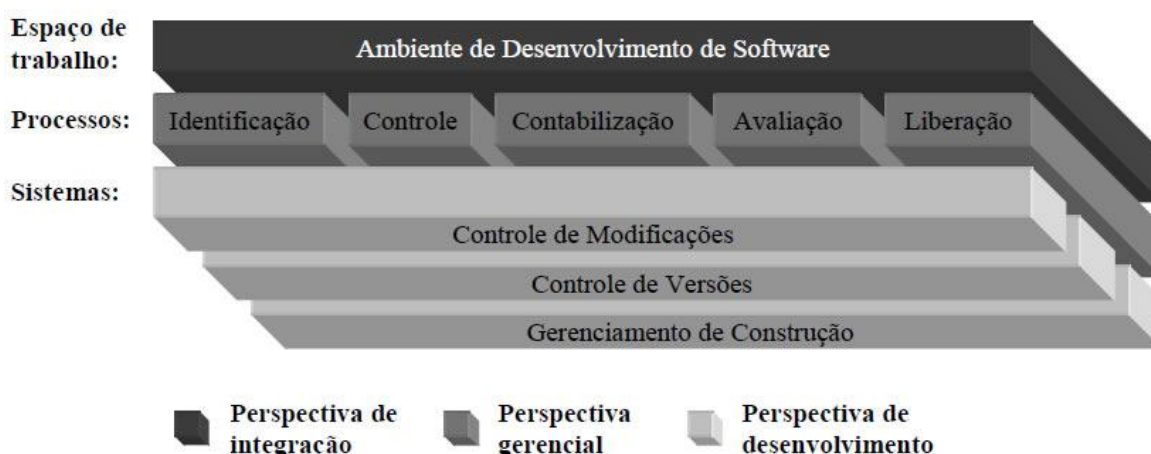 Espaço de
trabalho:
Ambiente de Desenvolvimento de Software
Processos:
Identificação
Controle
Contabilização
Avaliação
Liberação
Sistemas:
Controle de Modificações
Controle de Versões
Gerenciamento de Construção
Perspectiva de
integração
Perspectiva
gerencial
Perspectiva de
desenvolvimento